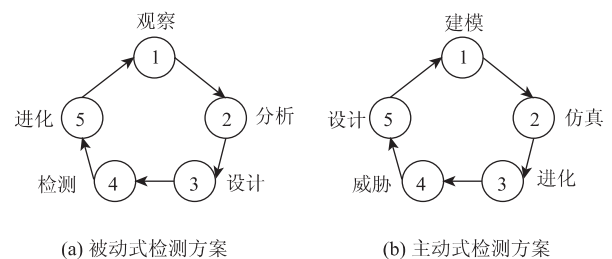 观察
1
分析
2
设计
3
检测
4
进化
5
(a) 被动式检测方案
建模
1
仿真
2
进化
3
威胁
4
设计
5
(b) 主动式检测方案